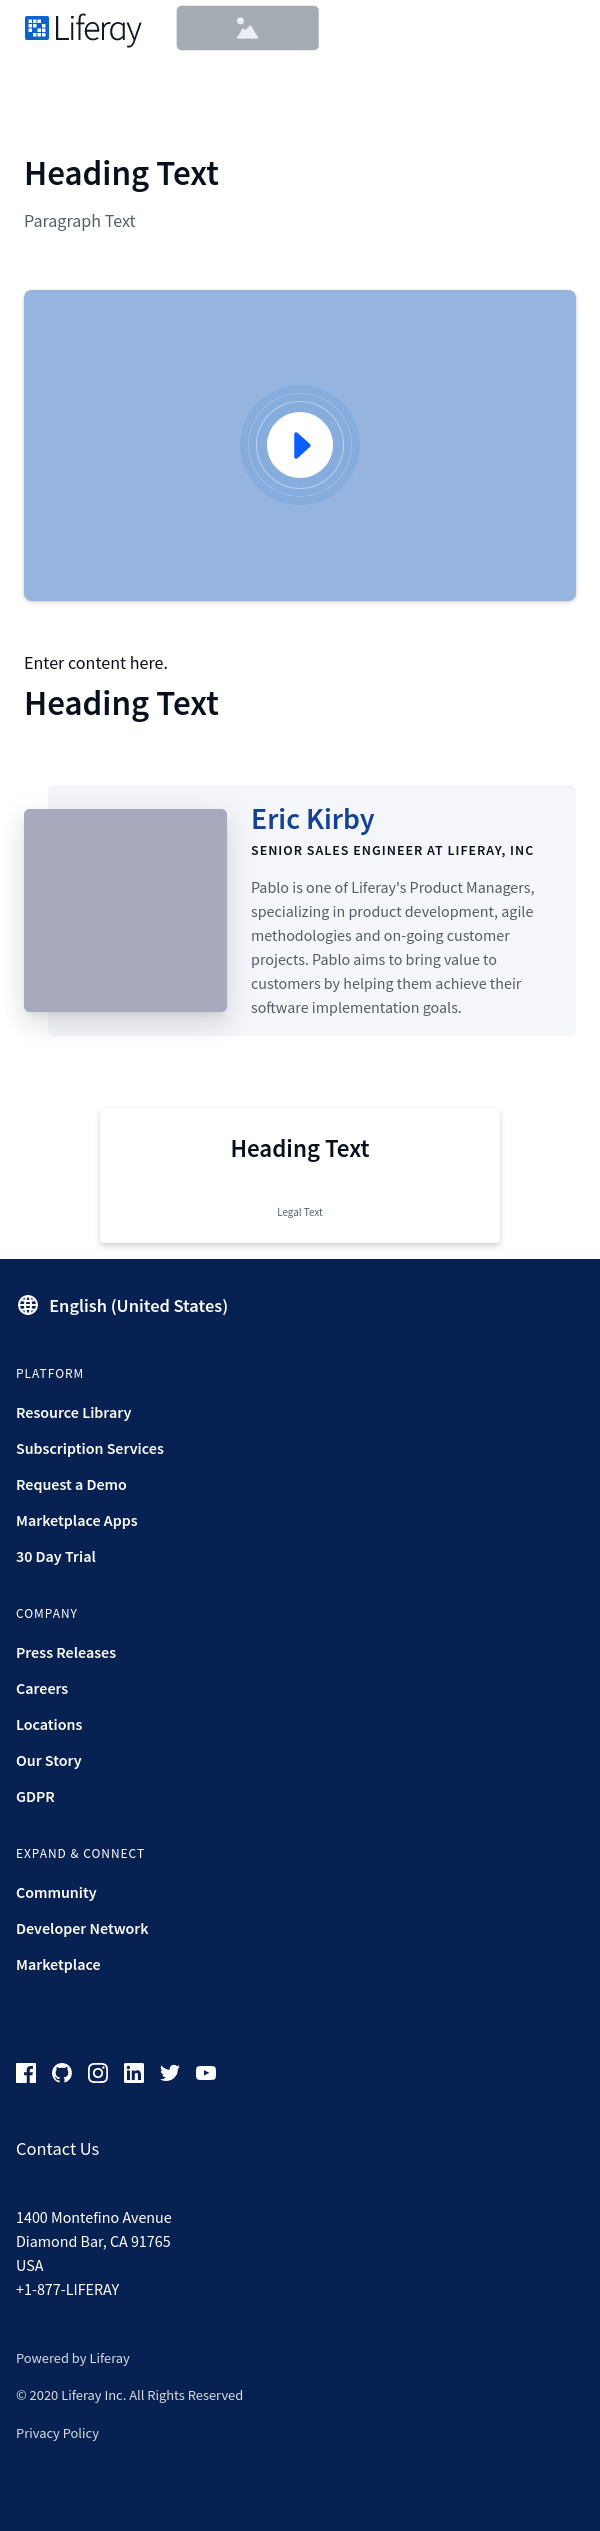 Liferay
Heading Text
Paragraph Text
Enter content here.
Heading Text
Eric Kirby
SENIOR SALES ENGINEER AT LIFERAY, INC
Pablo is one of Liferay's Product Managers,
specializing in product development, agile
methodologies and on-going customer
projects. Pablo aims to bring value to
customers by helping them achieve their
software implementation goals.
Heading Text
Legal Text
English (United States)
PLATFORM
Resource Library
Subscription Services
Request a Demo
Marketplace Apps
30 Day Trial
COMPANY
Press Releases
Careers
Locations
Our Story
GDPR
EXPAND & CONNECT
Community
Developer Network
Marketplace
Contact Us
1400 Montefino Avenue
Diamond Bar, CA 91765
USA
+1-877-LIFERAY
Powered by Liferay
© 2020 Liferay Inc. All Rights Reserved
Privacy Policy